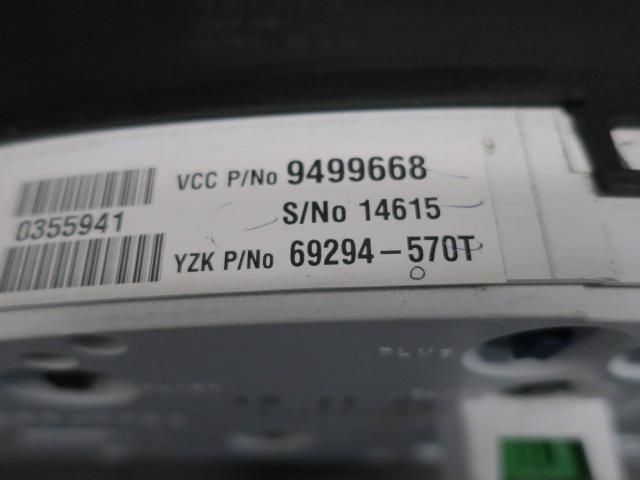 VCC P/No 9499668
0355941
S/No 14615
YZK P/No 69294-570T